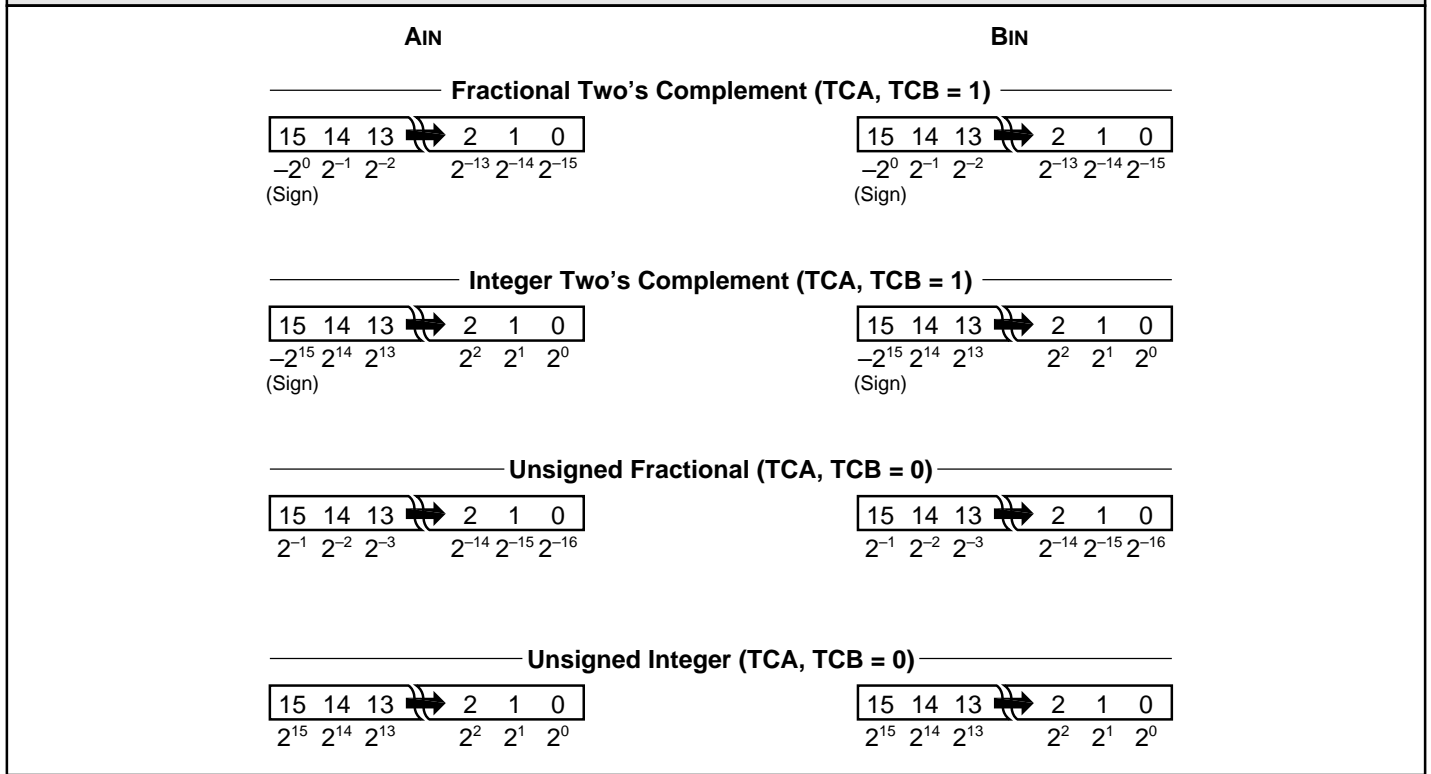 AIN BIN
Fractional Two's Complement (TCA, TCB = 1)
15 14 13 2 1 0 15 14 13 2 1 0
–2⁰ 2⁻¹ 2⁻² 2⁻¹³ 2⁻¹⁴ 2⁻¹⁵ –2⁰ 2⁻¹ 2⁻² 2⁻¹³ 2⁻¹⁴ 2⁻¹⁵
(Sign) (Sign)
Integer Two's Complement (TCA, TCB = 1)
15 14 13 2 1 0 15 14 13 2 1 0
–2¹⁵ 2¹⁴ 2¹³ 2² 2¹ 2⁰ –2¹⁵ 2¹⁴ 2¹³ 2² 2¹ 2⁰
(Sign) (Sign)
Unsigned Fractional (TCA, TCB = 0)
15 14 13 2 1 0 15 14 13 2 1 0
2⁻¹ 2⁻² 2⁻³ 2⁻¹⁴ 2⁻¹⁵ 2⁻¹⁶ 2⁻¹ 2⁻² 2⁻³ 2⁻¹⁴ 2⁻¹⁵ 2⁻¹⁶
Unsigned Integer (TCA, TCB = 0)
15 14 13 2 1 0 15 14 13 2 1 0
2¹⁵ 2¹⁴ 2¹³ 2² 2¹ 2⁰ 2¹⁵ 2¹⁴ 2¹³ 2² 2¹ 2⁰